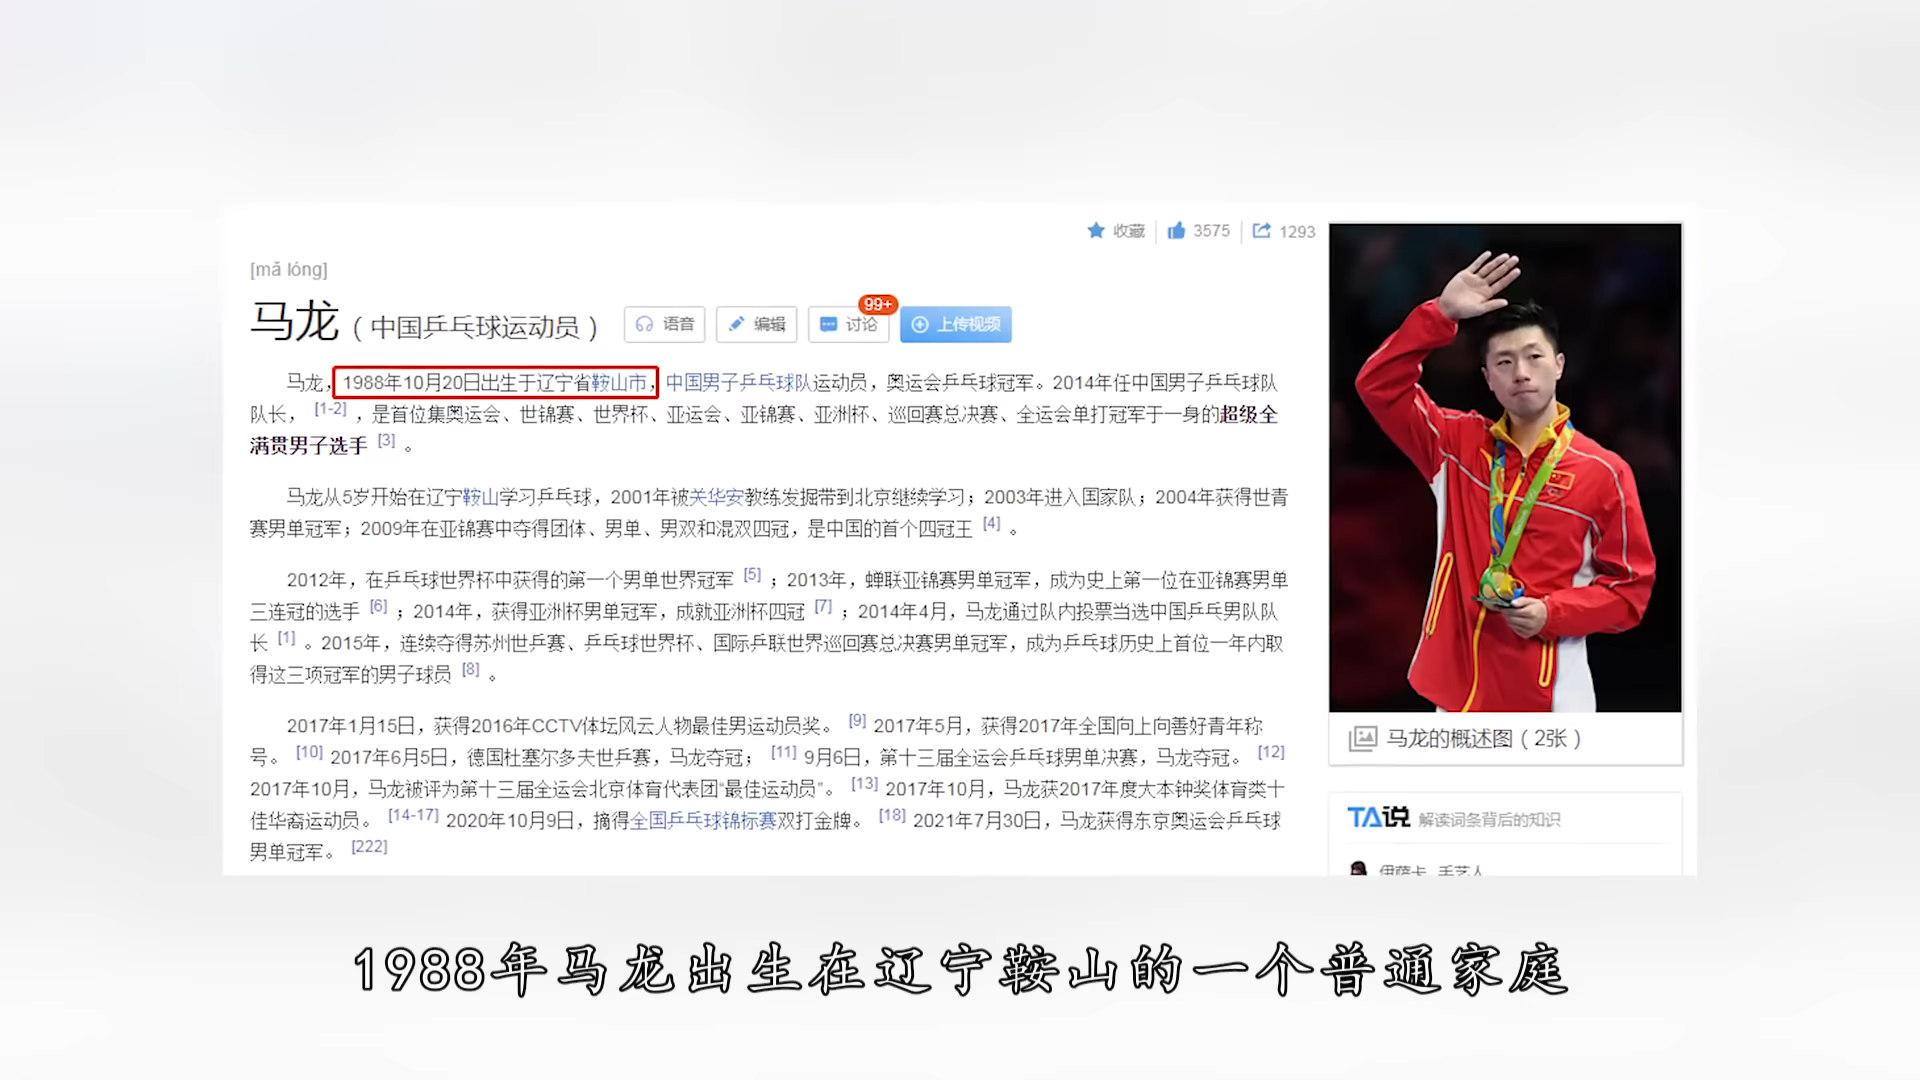 收藏 3575 1293
[mǎ lóng]
马龙（中国乒乓球运动员） 语音 编辑 讨论 99+ 上传视频
马龙，1988年10月20日出生于辽宁省鞍山市，中国男子乒乓球队运动员，奥运会乒乓球冠军。2014年任中国男子乒乓球队
队长， [1-2] ，是首位集奥运会、世锦赛、世界杯、亚运会、亚锦赛、亚洲杯、巡回赛总决赛、全运会单打冠军于一身的超级全
满贯男子选手 [3] 。
马龙从5岁开始在辽宁鞍山学习乒乓球，2001年被关华安教练发掘带到北京继续学习；2003年进入国家队；2004年获得世青
赛男单冠军；2009年在亚锦赛中夺得团体、男单、男双和混双四冠，是中国的首个四冠王 [4] 。
2012年，在乒乓球世界杯中获得的第一个男单世界冠军 [5] ；2013年，蝉联亚锦赛男单冠军，成为史上第一位在亚锦赛男单
三连冠的选手 [6] ；2014年，获得亚洲杯男单冠军，成就亚洲杯四冠 [7] ；2014年4月，马龙通过队内投票当选中国乒乓男队队
长 [1] 。2015年，连续夺得苏州世乒赛、乒乓球世界杯、国际乒联世界巡回赛总决赛男单冠军，成为乒乓球历史上首位一年内取
得这三项冠军的男子球员 [8] 。
2017年1月15日，获得2016年CCTV体坛风云人物最佳男运动员奖。 [9] 2017年5月，获得2017年全国向上向善好青年称
号。 [10] 2017年6月5日，德国杜塞尔多夫世乒赛，马龙夺冠； [11] 9月6日，第十三届全运会乒乓球男单决赛，马龙夺冠。 [12]
2017年10月，马龙被评为第十三届全运会北京体育代表团“最佳运动员”。 [13] 2017年10月，马龙获2017年度大本钟奖体育类十
佳华裔运动员。 [14-17] 2020年10月9日，摘得全国乒乓球锦标赛双打金牌。 [18] 2021年7月30日，马龙获得东京奥运会乒乓球
男单冠军。 [222]
马龙的概述图（2张）
TA说 解读词条背后的知识
伊萨卡 手艺人
1988年马龙出生在辽宁鞍山的一个普通家庭